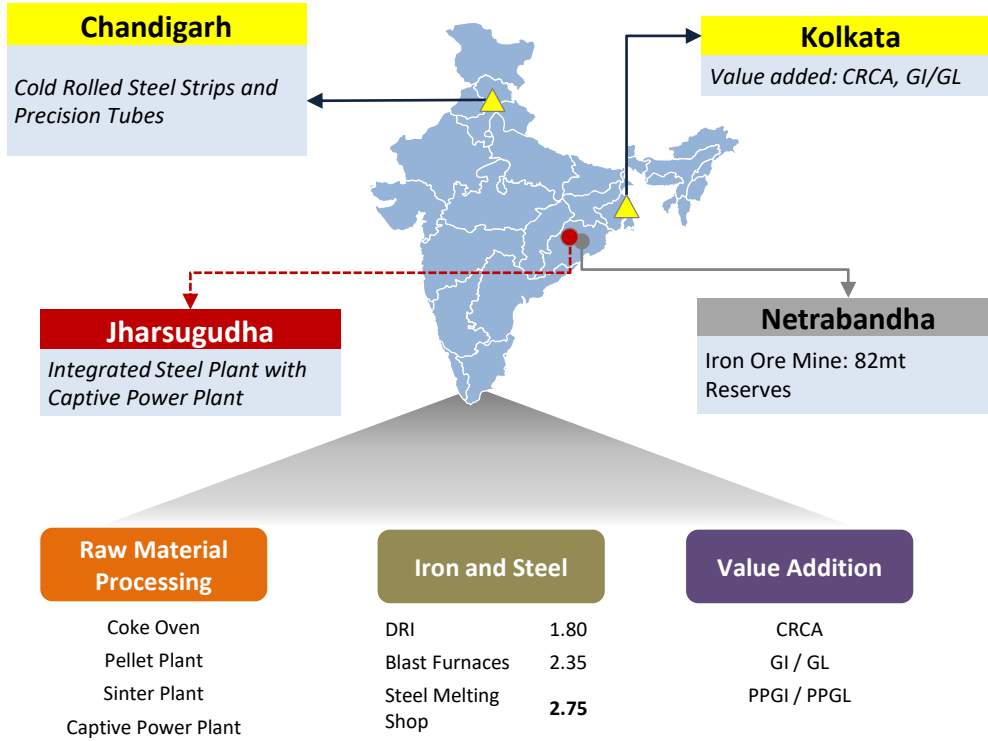 Chandigarh
Cold Rolled Steel Strips and
Precision Tubes
Kolkata
Value added: CRCA, GI/GL
Jharsugudha
Integrated Steel Plant with
Captive Power Plant
Netrabandha
Iron Ore Mine: 82mt
Reserves
Raw Material
Processing
Coke Oven
Pellet Plant
Sinter Plant
Captive Power Plant
Iron and Steel
DRI 1.80
Blast Furnaces 2.35
Steel Melting
Shop 2.75
Value Addition
CRCA
GI / GL
PPGI / PPGL